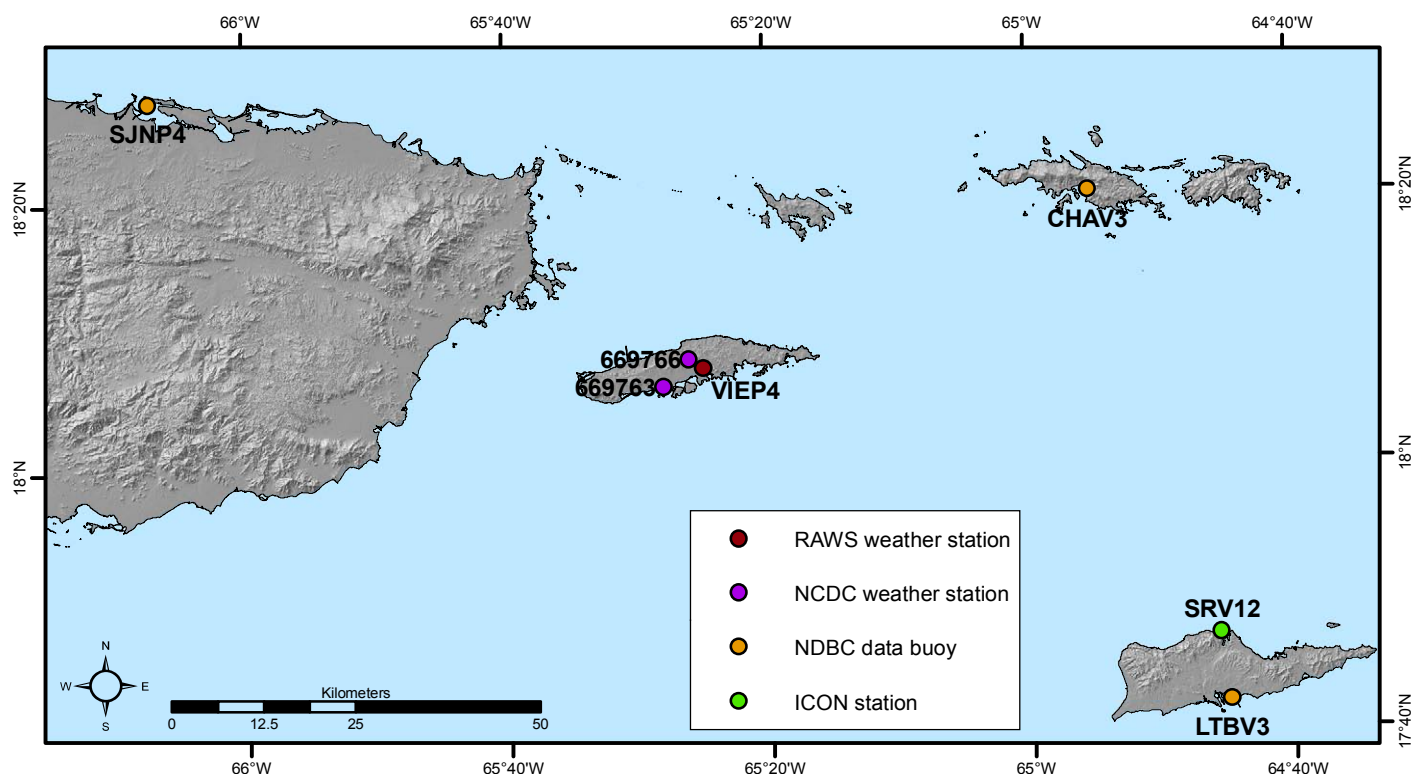 66°W
65°40'W
65°20'W
65°W
64°40'W
SJNP4
18°20'N
18°20'N
CHAV3
669766
669763
VIEP4
18°N
18°N
RAWS weather station
NCDC weather station
NDBC data buoy
ICON station
SRV12
LTBV3
N
W
E
S
Kilometers
0
12.5
25
50
17°40'N
66°W
65°40'W
65°20'W
65°W
64°40'W